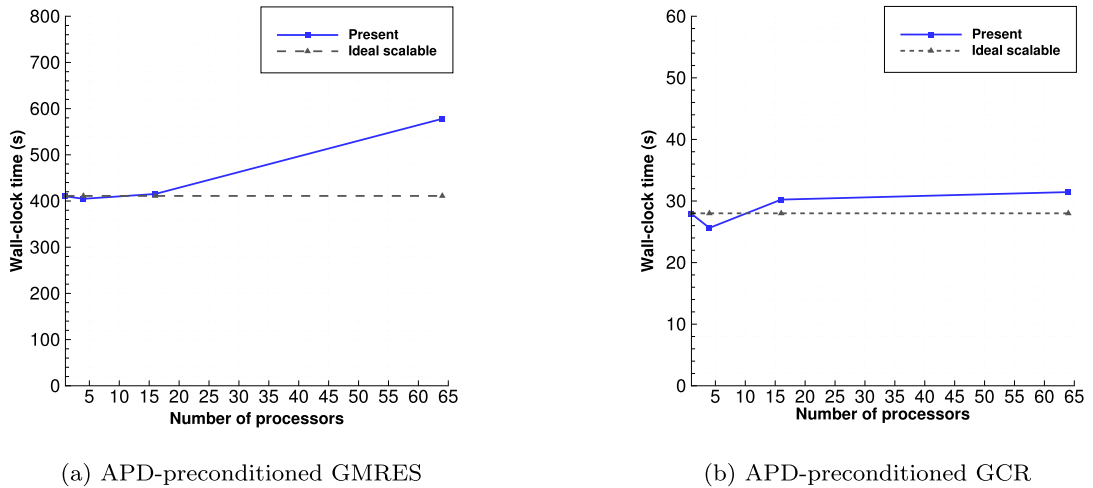 800
700
600
500
400
300
200
100
0
Wall-clock time (s)
Present
Ideal scalable
5 10 15 20 25 30 35 40 45 50 55 60 65
Number of processors
(a) APD-preconditioned GMRES
60
50
40
30
20
10
0
Wall-clock time (s)
Present
Ideal scalable
5 10 15 20 25 30 35 40 45 50 55 60 65
Number of processors
(b) APD-preconditioned GCR